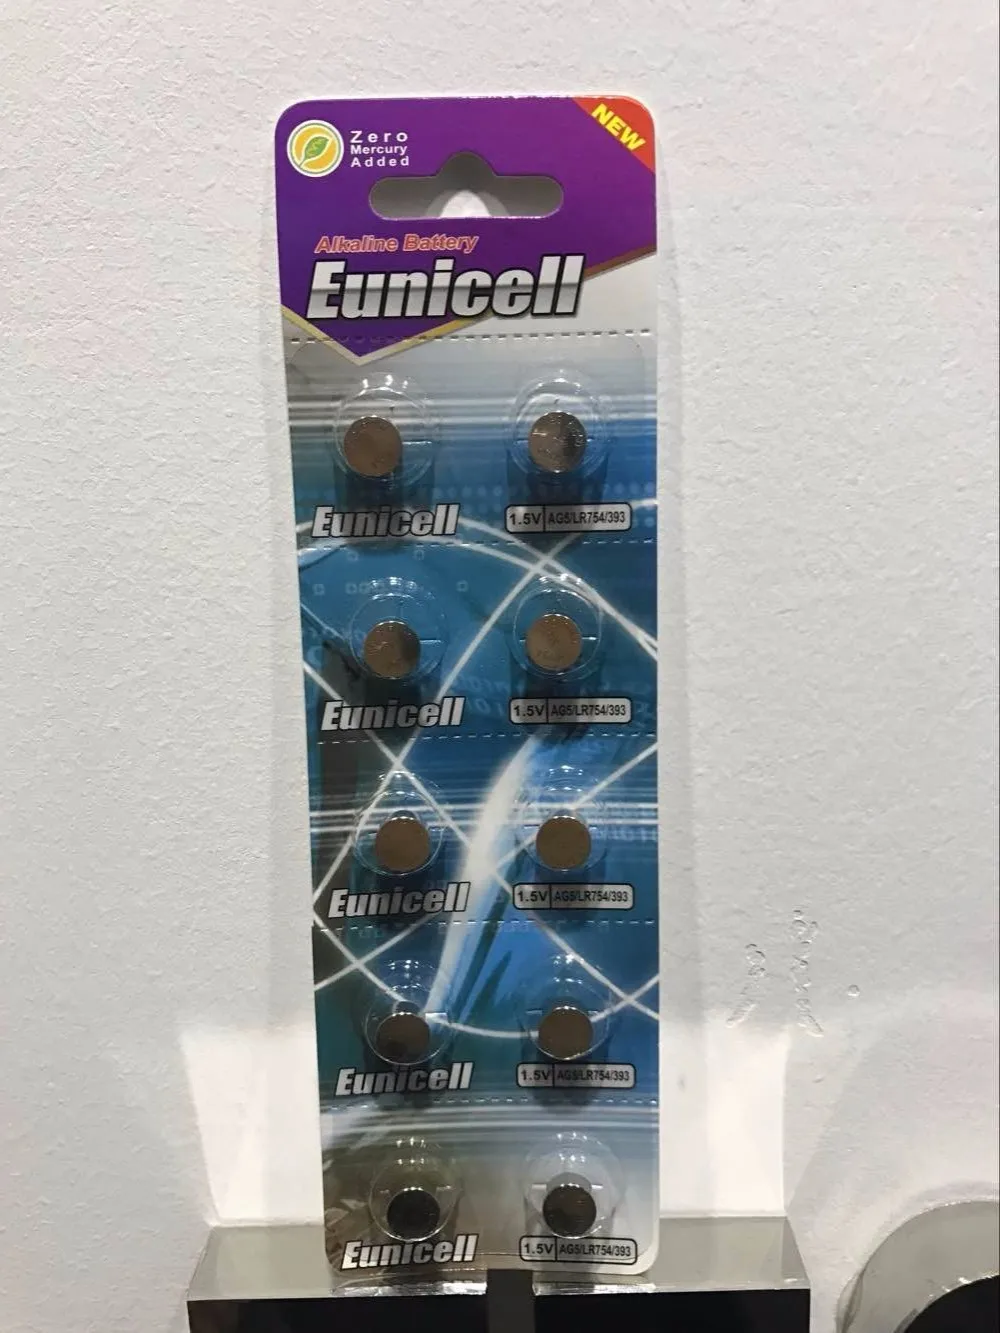 Zero
Mercury
Added
NEW
Alkaline Battery
Eunicell
Eunicell 1.5V AG5/LR754/393
Eunicell 1.5V AG5/LR754/393
Eunicell 1.5V AG5/LR754/393
Eunicell 1.5V AG5/LR754/393
Eunicell 1.5V AG5/LR754/393